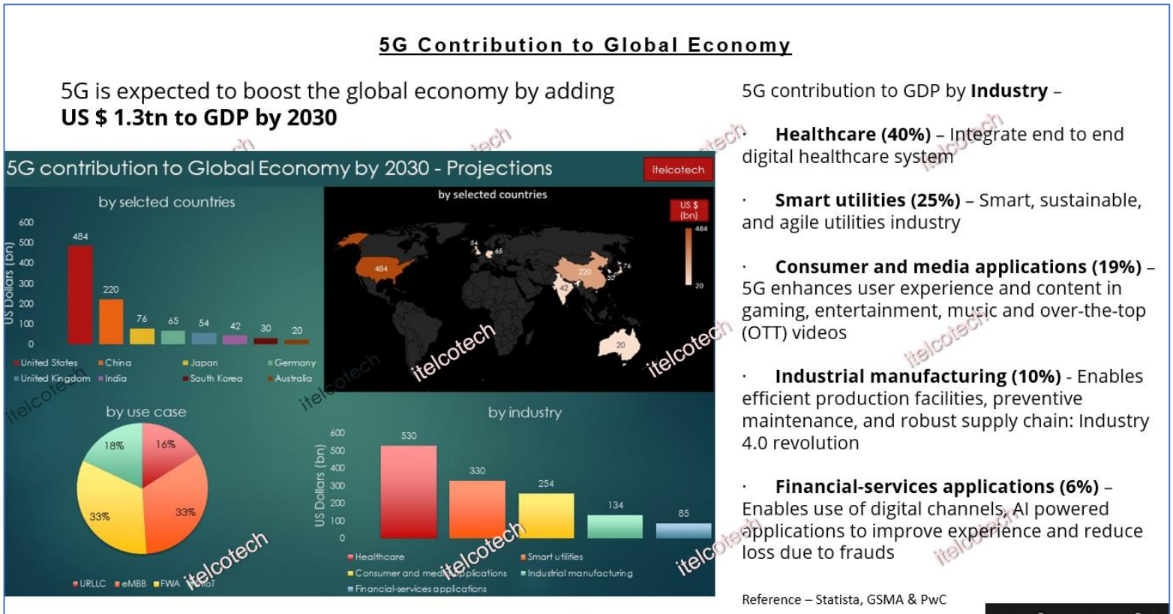 5G Contribution to Global Economy
5G is expected to boost the global economy by adding
US $ 1.3tn to GDP by 2030
5G contribution to Global Economy by 2030 - Projections
itelcotech
by selcted countries
US Dollars (bn)
600
500
400
300
200
100
0
484
220
76
65
54
42
30
20
United States
China
Japan
Germany
United Kingdom
India
South Korea
Australia
by selected countries
US $
(bn)
484
20
484
54
65
220
76
42
20
by use case
18%
16%
33%
33%
URLLC
eMBB
FWA
by industry
US Dollars (bn)
600
500
400
300
200
100
0
530
330
254
134
85
Healthcare
Smart utilities
Consumer and media applications
Industrial manufacturing
Financial-services applications
5G contribution to GDP by Industry –
· Healthcare (40%) – Integrate end to end
digital healthcare system
· Smart utilities (25%) – Smart, sustainable,
and agile utilities industry
· Consumer and media applications (19%) –
5G enhances user experience and content in
gaming, entertainment, music and over-the-top
(OTT) videos
· Industrial manufacturing (10%) - Enables
efficient production facilities, preventive
maintenance, and robust supply chain: Industry
4.0 revolution
· Financial-services applications (6%) –
Enables use of digital channels, AI powered
applications to improve experience and reduce
loss due to frauds
Reference – Statista, GSMA & PwC
itelcotech
itelcotech
itelcotech
itelcotech
itelcotech
itelcotech
itelcotech
itelcotech
itelcotech
itelcotech
itelcotech